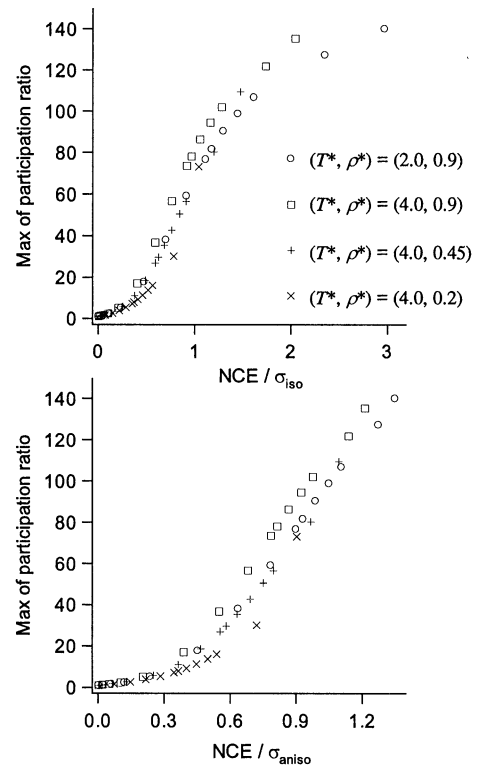 Max of participation ratio
140
120
100
80
60
40
20
0
(T*, ρ*) = (2.0, 0.9)
(T*, ρ*) = (4.0, 0.9)
(T*, ρ*) = (4.0, 0.45)
(T*, ρ*) = (4.0, 0.2)
0 1 2 3
NCE / σiso
Max of participation ratio
140
120
100
80
60
40
20
0
0.0 0.3 0.6 0.9 1.2
NCE / σaniso